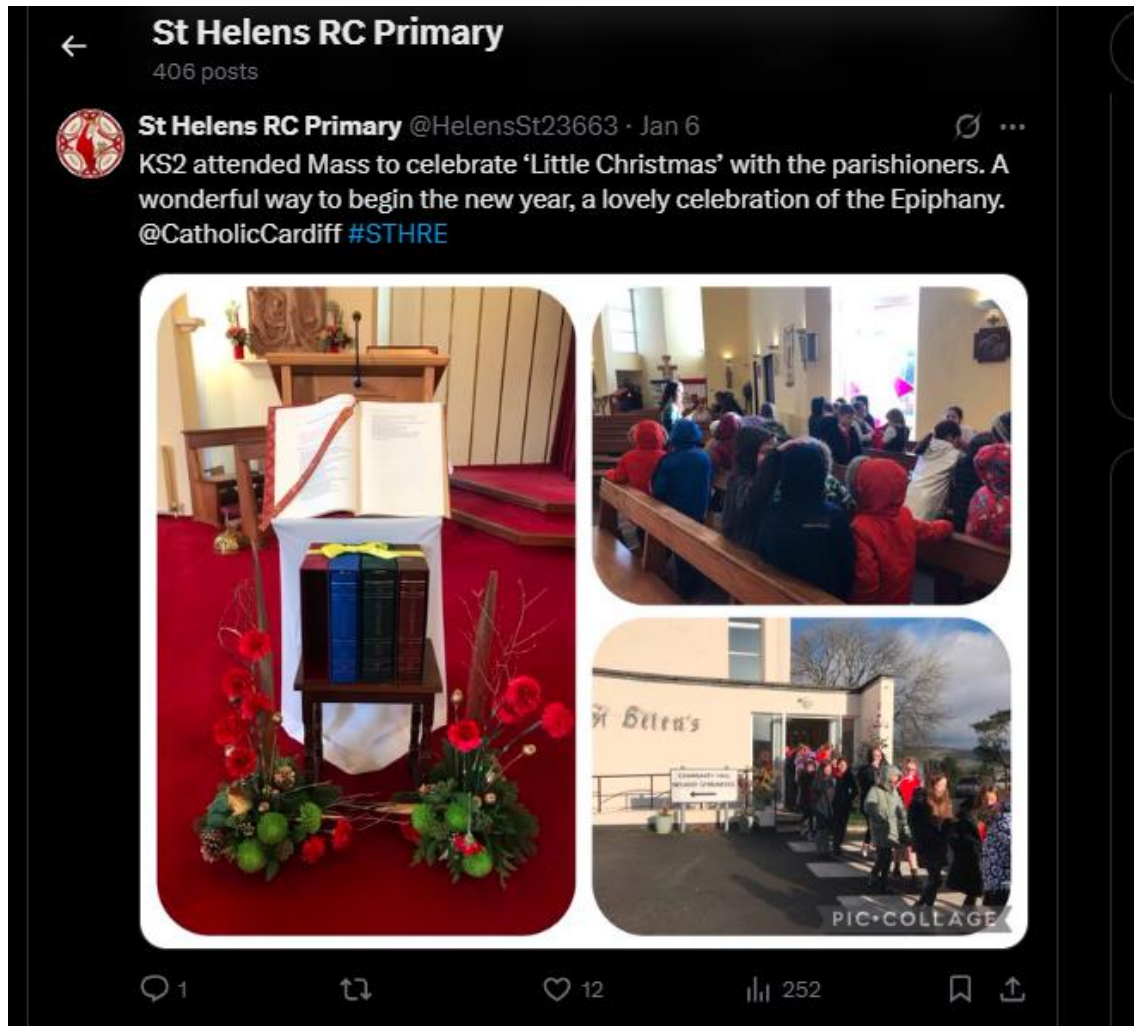 St Helens RC Primary
406 posts
St Helens RC Primary @HelensSt23663 · Jan 6
KS2 attended Mass to celebrate ‘Little Christmas’ with the parishioners. A
wonderful way to begin the new year, a lovely celebration of the Epiphany.
@CatholicCardiff #STHRE
St Helen's
COMMUNITY HALL
PIC•COLLAGE
1
12
252